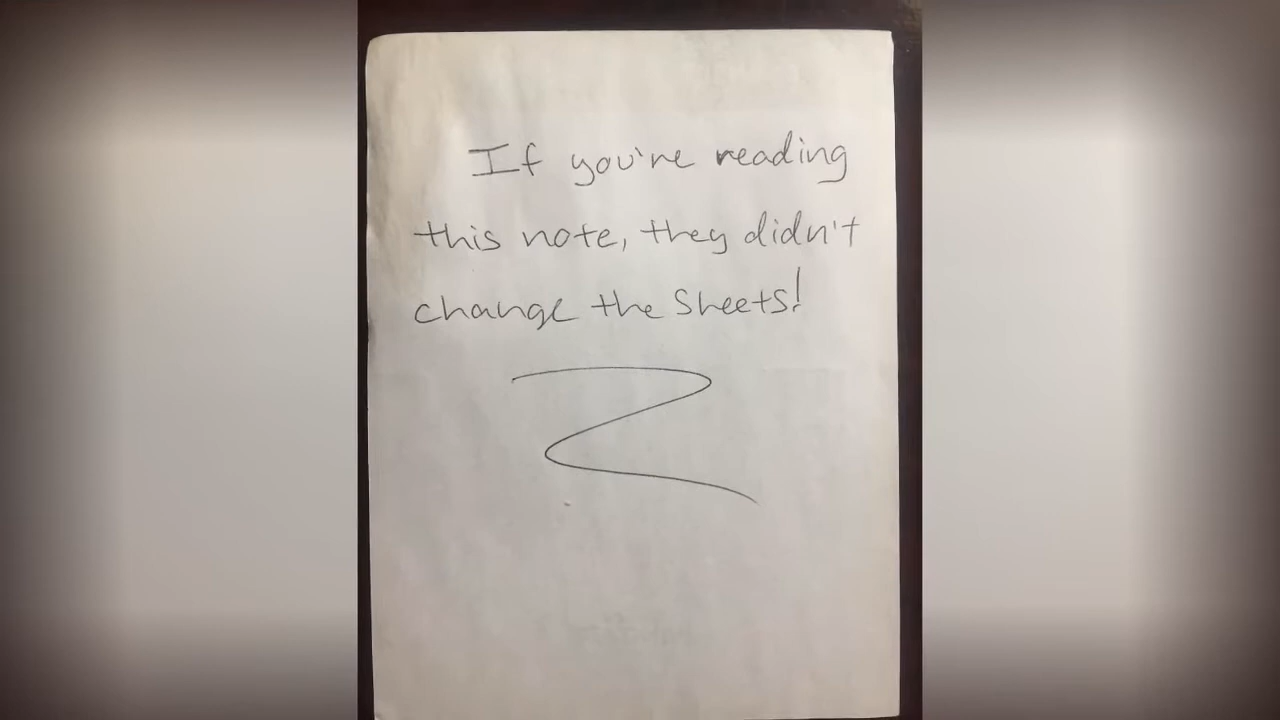 If you're reading
this note, they didn't
change the sheets!